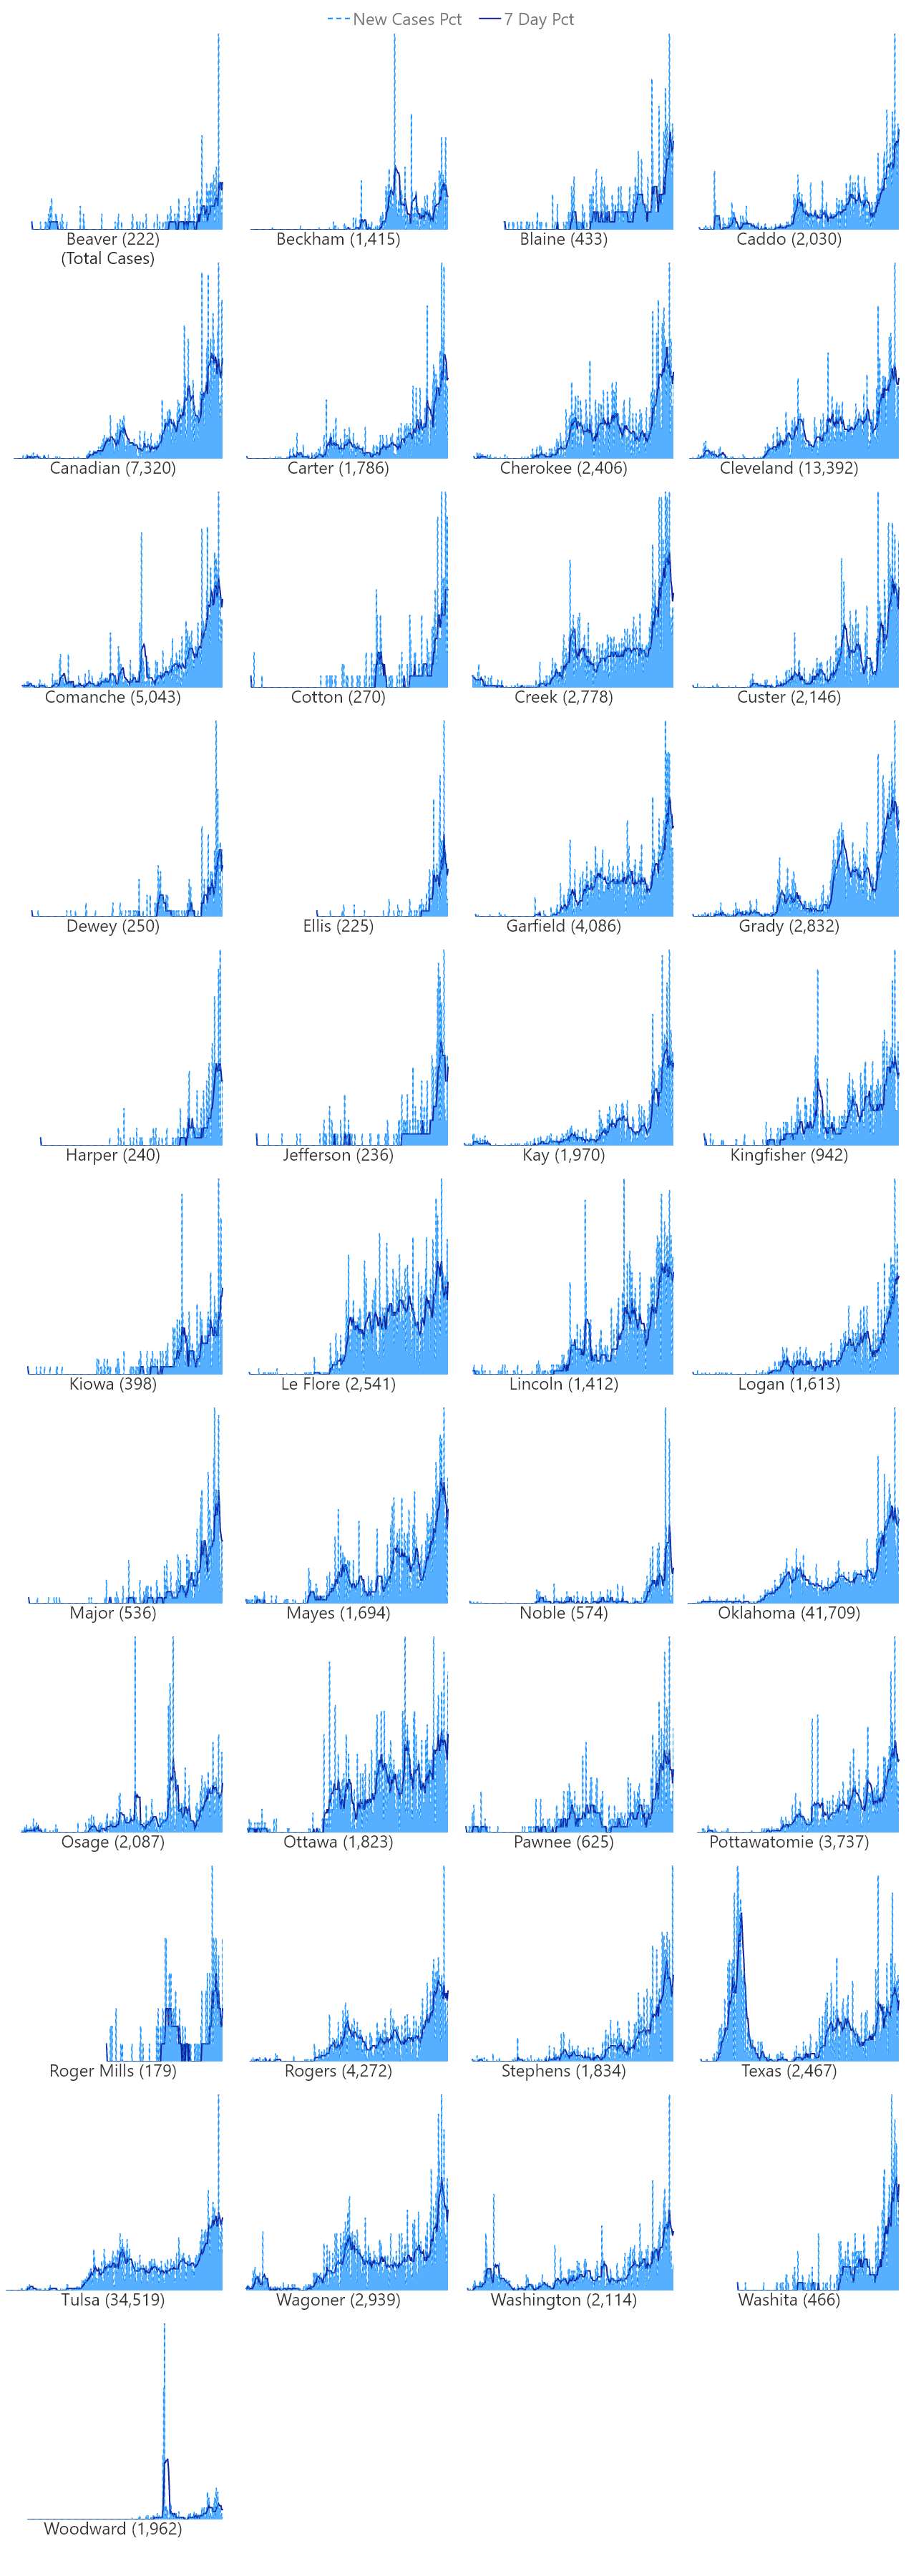 New Cases Pct 7 Day Pct
Beaver (222) Beckham (1,415) Blaine (433) Caddo (2,030)
(Total Cases)
Canadian (7,320) Carter (1,786) Cherokee (2,406) Cleveland (13,392)
Comanche (5,043) Cotton (270) Creek (2,778) Custer (2,146)
Dewey (250) Ellis (225) Garfield (4,086) Grady (2,832)
Harper (240) Jefferson (236) Kay (1,970) Kingfisher (942)
Kiowa (398) Le Flore (2,541) Lincoln (1,412) Logan (1,613)
Major (536) Mayes (1,694) Noble (574) Oklahoma (41,709)
Osage (2,087) Ottawa (1,823) Pawnee (625) Pottawatomie (3,737)
Roger Mills (179) Rogers (4,272) Stephens (1,834) Texas (2,467)
Tulsa (34,519) Wagoner (2,939) Washington (2,114) Washita (466)
Woodward (1,962)